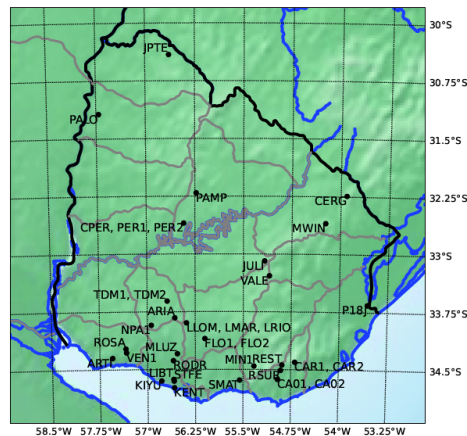 30°S
JPTE
30.75°S
PALO
31.5°S
PAMP
CERG
32.25°S
CPER, PER1, PER2
MWIN
33°S
JULI
VALE
TDM1, TDM2
ARIA
P18J
33.75°S
NPA1
LLOM, LMAR, LRIO
ROSA
MLUZ
FLO1, FLO2
ART
VEN1
RODR
MIN1
REST
CAR1, CAR2
LIBT
STFE
RSUE
34.5°S
KIYU
KENT
SMAT
CA01, CA02
58.5°W 57.75°W 57°W 56.25°W 55.5°W 54.75°W 54°W 53.25°W